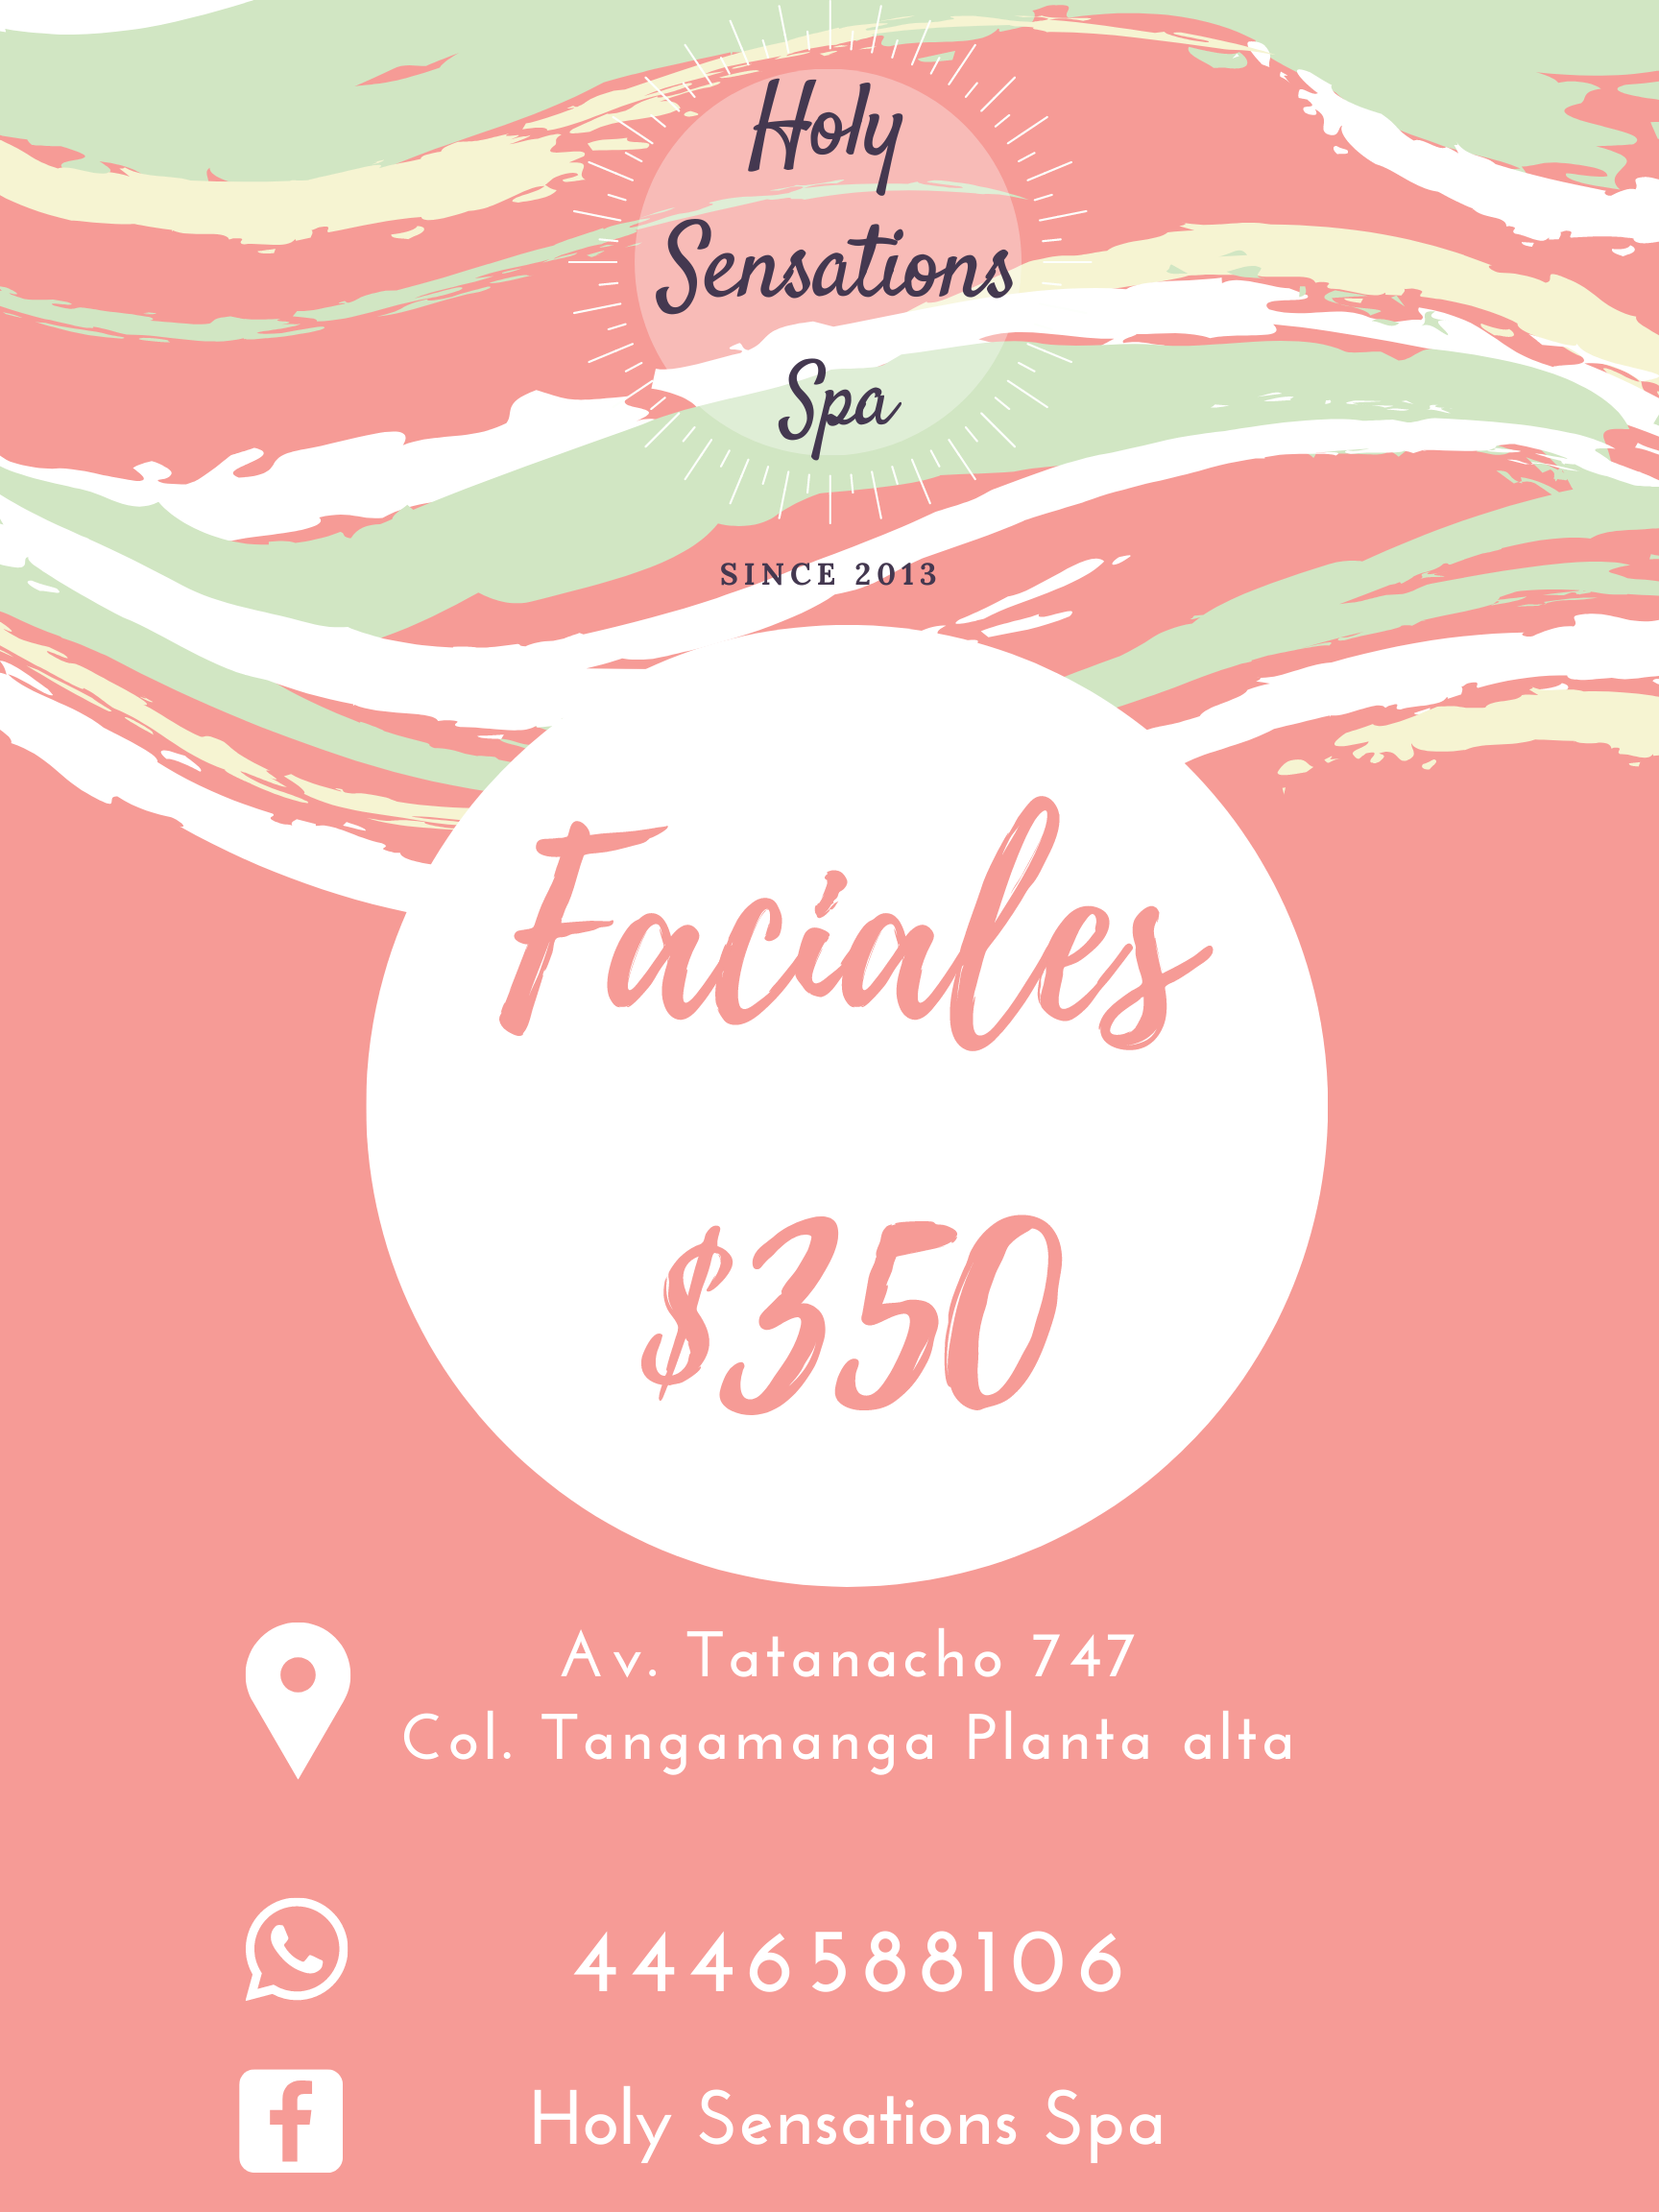 Holy
Sensations
Spa
SINCE 2013
Faciales
$350
Av. Tatanacho 747
Col. Tangamanga Planta alta
4446588106
Holy Sensations Spa